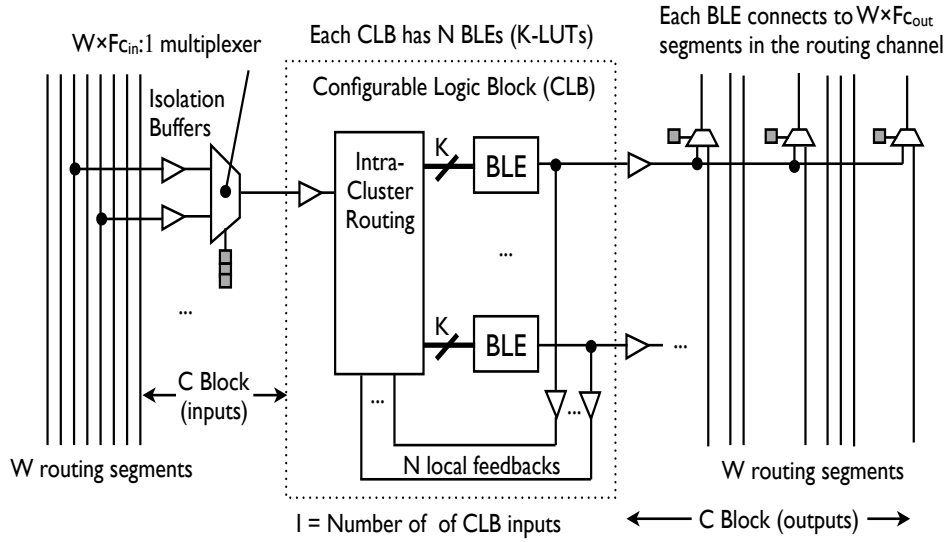 W×Fcin:1 multiplexer
Each CLB has N BLEs (K-LUTs)
Each BLE connects to W×Fcout
segments in the routing channel
Isolation
Buffers
Configurable Logic Block (CLB)
Intra-
Cluster
Routing
K
BLE
...
...
K
BLE
...
C Block
(inputs)
...
...
N local feedbacks
W routing segments
W routing segments
I = Number of of CLB inputs
C Block (outputs)